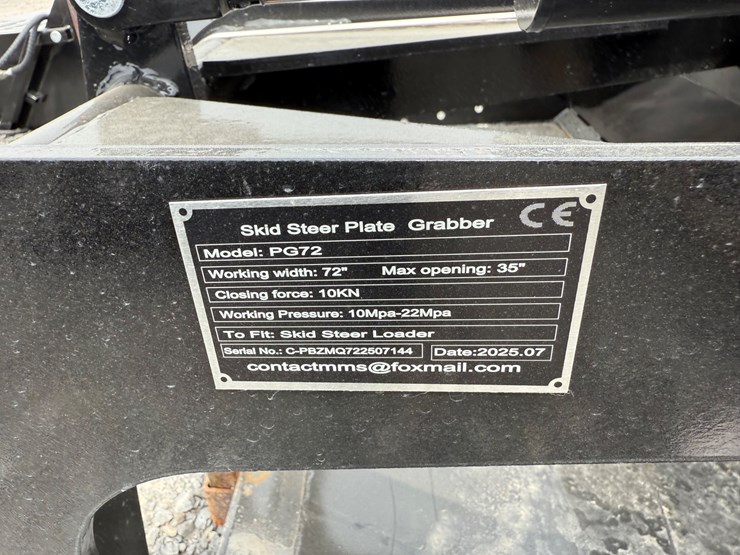 Skid Steer Plate Grabber CE
Model: PG72
Working width: 72" Max opening: 35"
Closing force: 10KN
Working Pressure: 10Mpa-22Mpa
To Fit: Skid Steer Loader
Serial No.: C-PBZMQ722507144 Date:2025.07
contactmms@foxmail.com